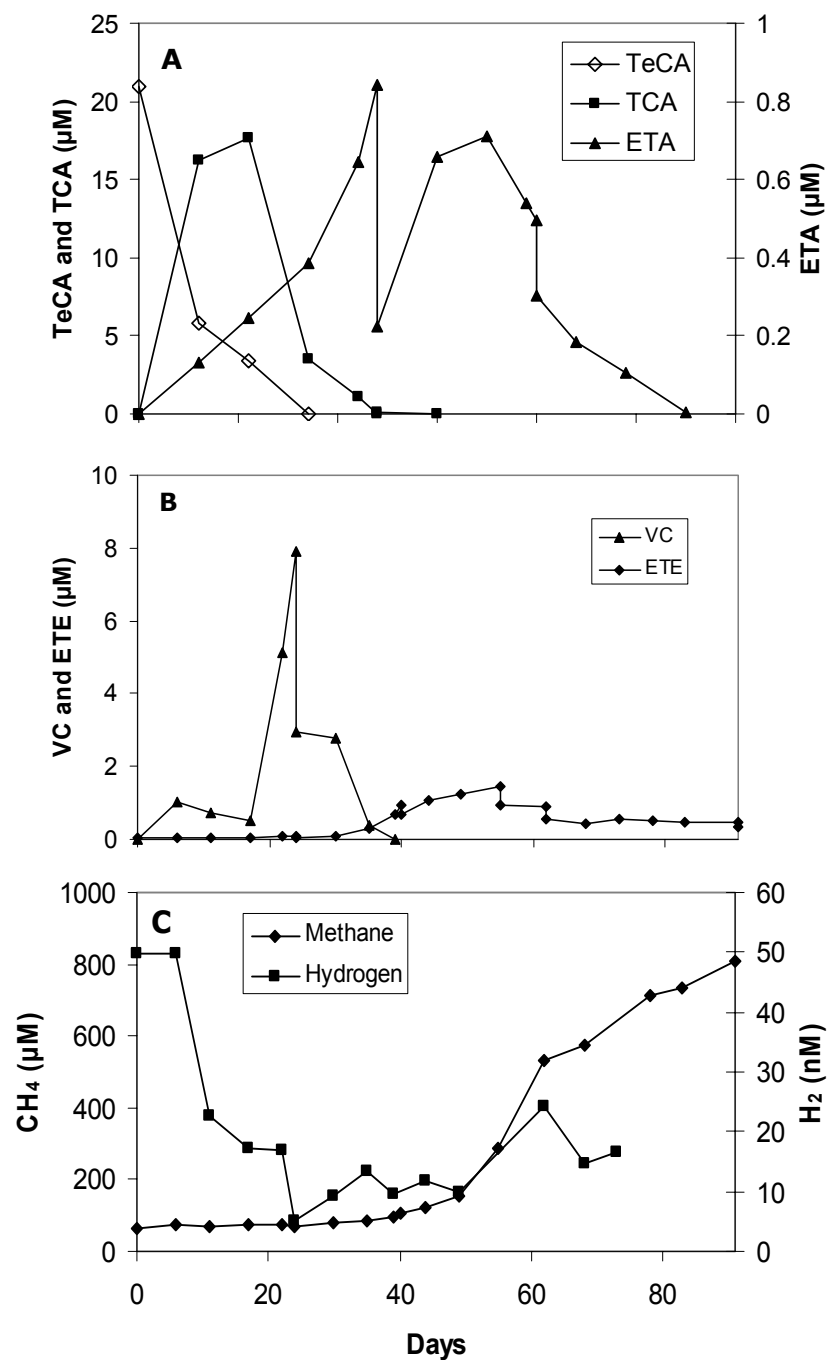 A
TeCA
TCA
ETA
25
20
15
10
5
0
TeCA and TCA (µM)
1
0.8
0.6
0.4
0.2
0
ETA (µM)
B
VC
ETE
10
8
6
4
2
0
VC and ETE (µM)
C
Methane
Hydrogen
1000
800
600
400
200
0
CH₄ (µM)
60
50
40
30
20
10
0
H₂ (nM)
0 20 40 60 80
Days